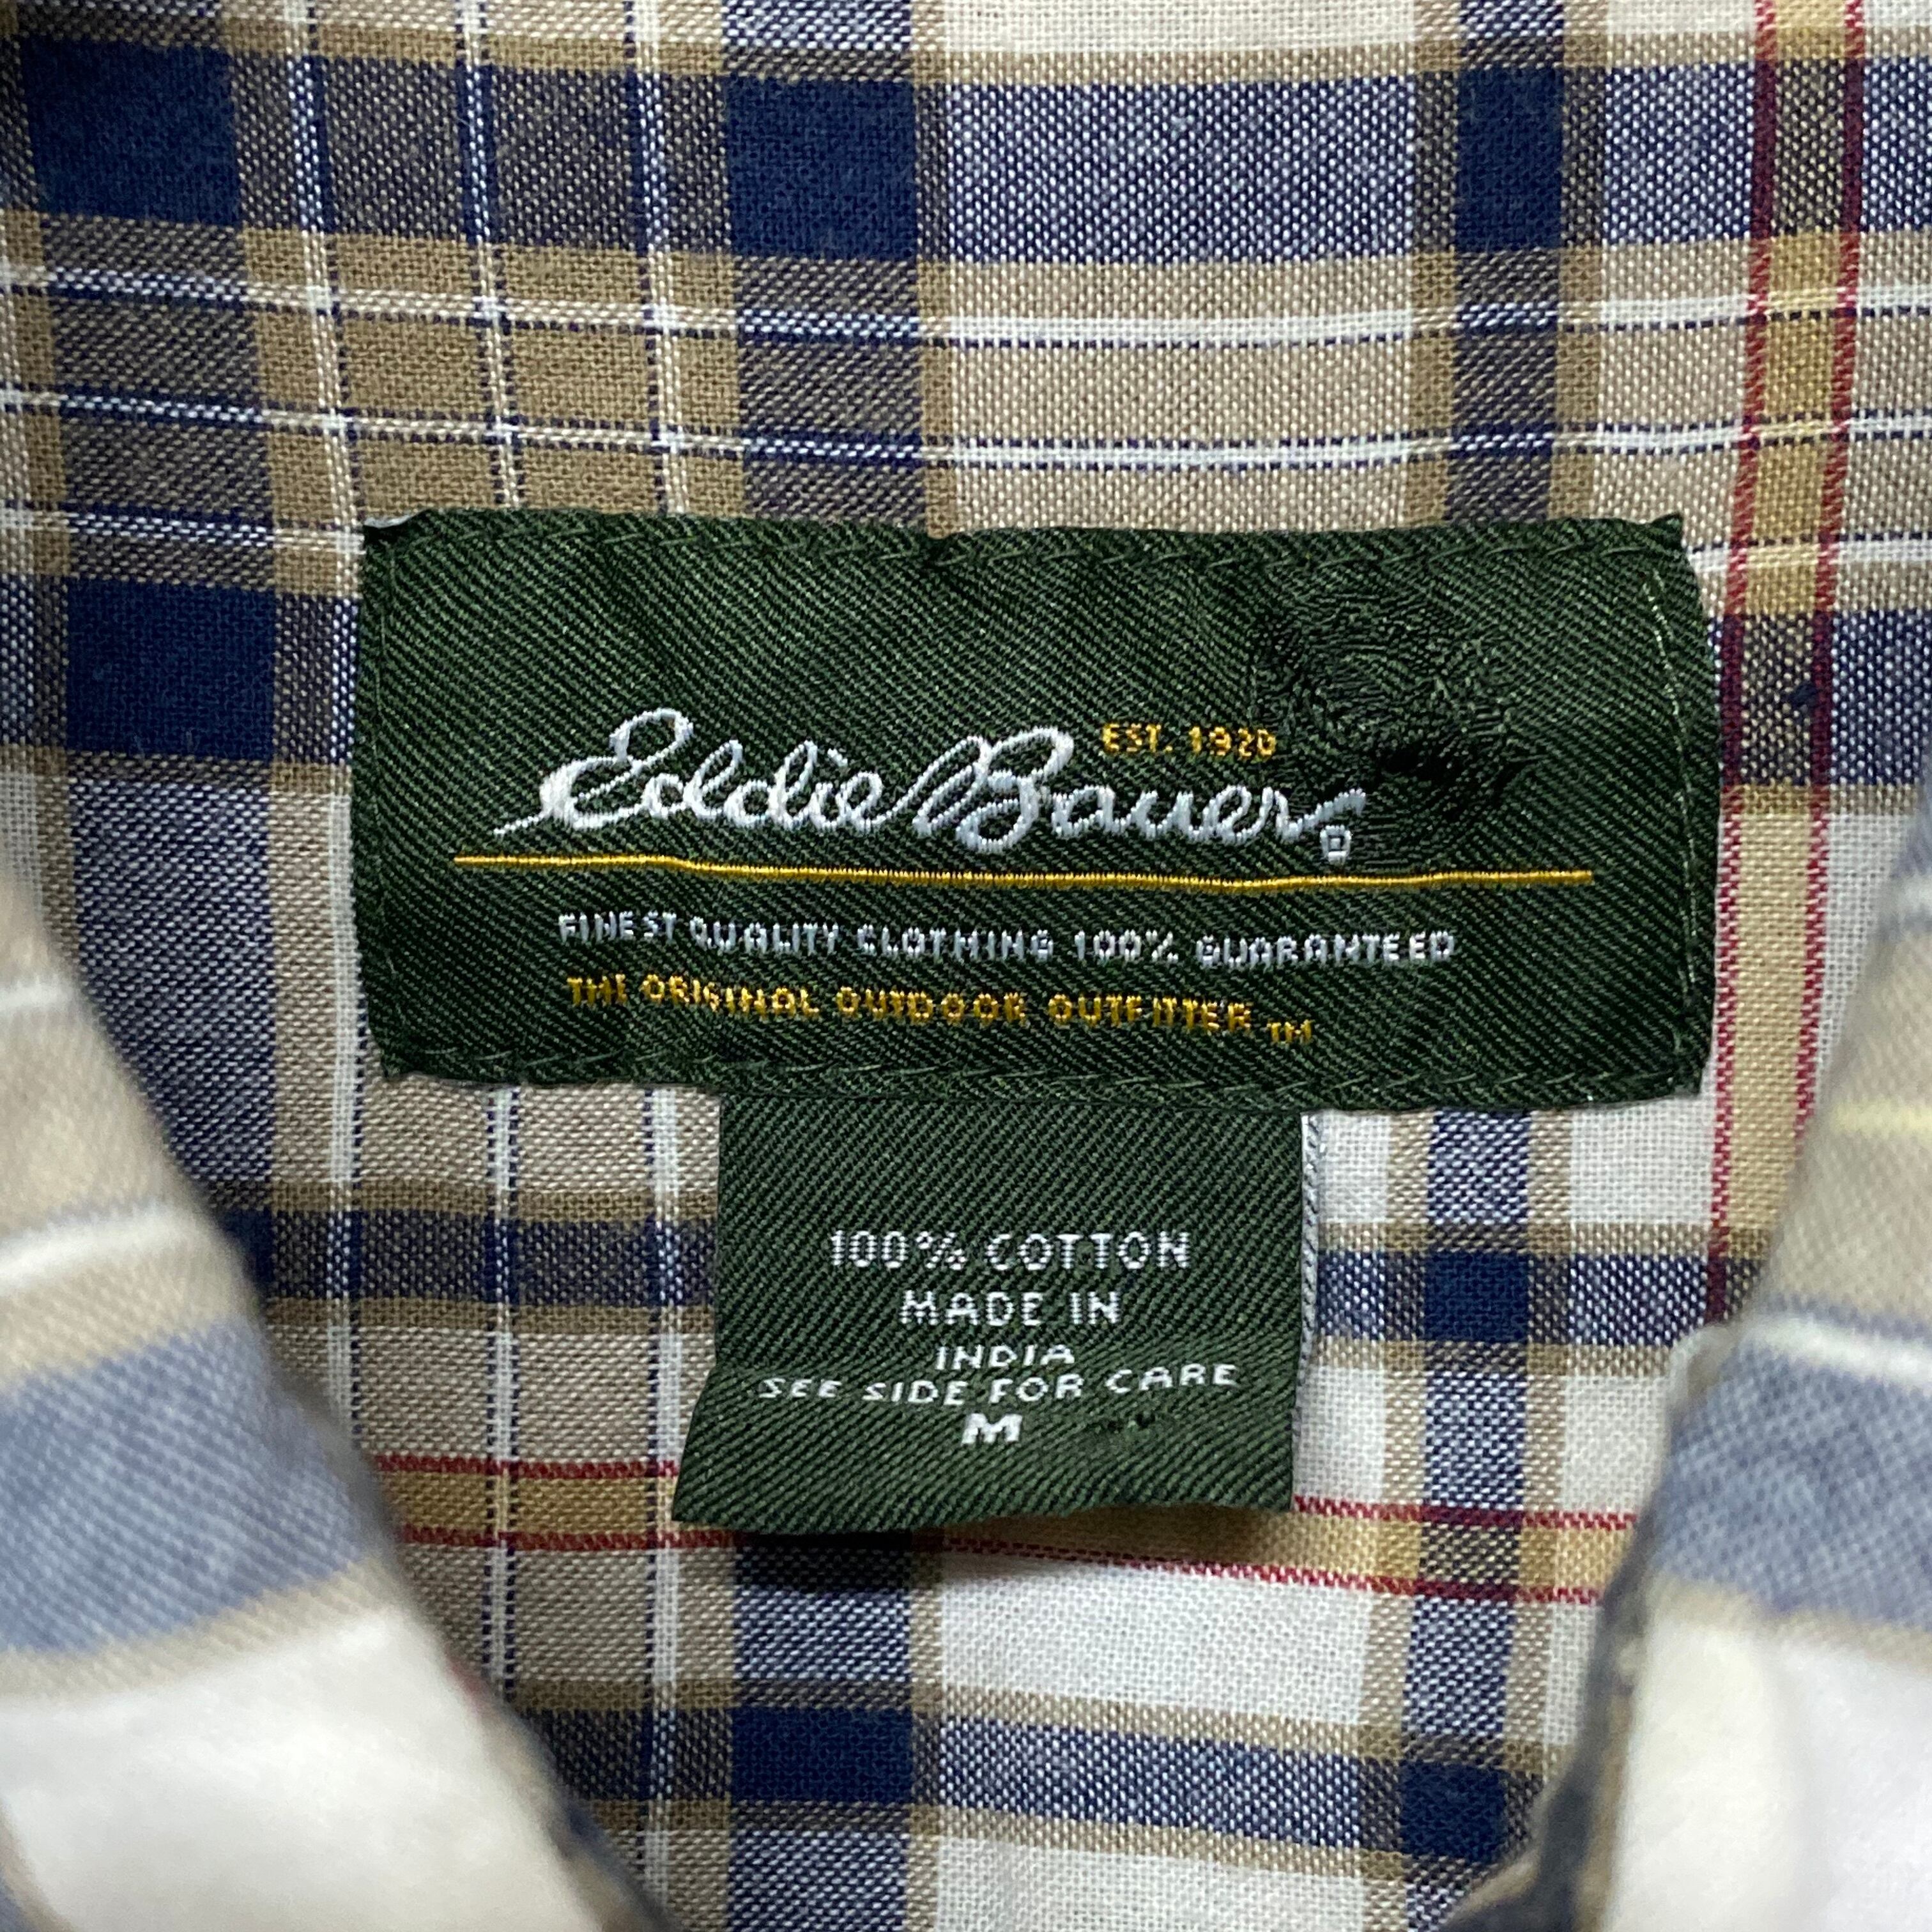 EST. 1920
Eddie Bauer
FINEST QUALITY CLOTHING 100% GUARANTEED
THE ORIGINAL OUTDOOR OUTFITTER TM
100% COTTON
MADE IN
INDIA
SEE SIDE FOR CARE
M